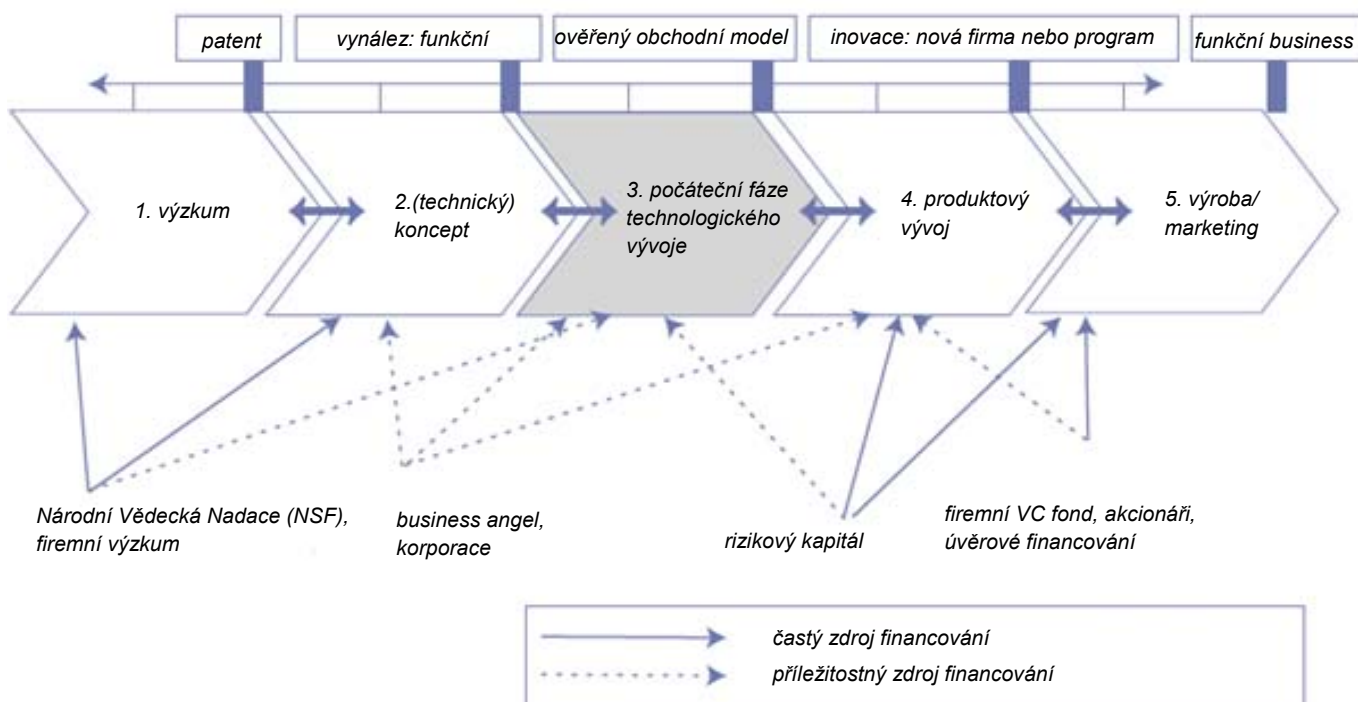 patent
vynález: funkční
ověřený obchodní model
inovace: nová firma nebo program
funkční business
1. výzkum
2.(technický)
koncept
3. počáteční fáze
technologického
vývoje
4. produktový
vývoj
5. výroba/
marketing
Národní Vědecká Nadace (NSF),
firemní výzkum
business angel,
korporace
rizikový kapitál
firemní VC fond, akcionáři,
úvěrové financování
častý zdroj financování
příležitostný zdroj financování